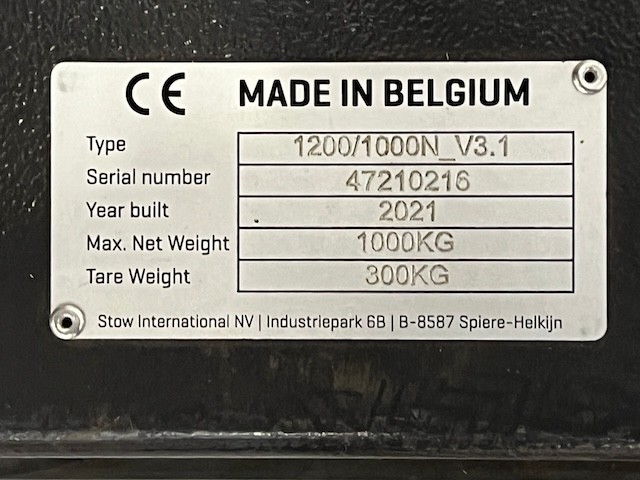 CE MADE IN BELGIUM
Type 1200/1000N_V3.1
Serial number 47210216
Year built 2021
Max. Net Weight 1000KG
Tare Weight 300KG
Stow International NV | Industriepark 6B | B-8587 Spiere-Helkijn